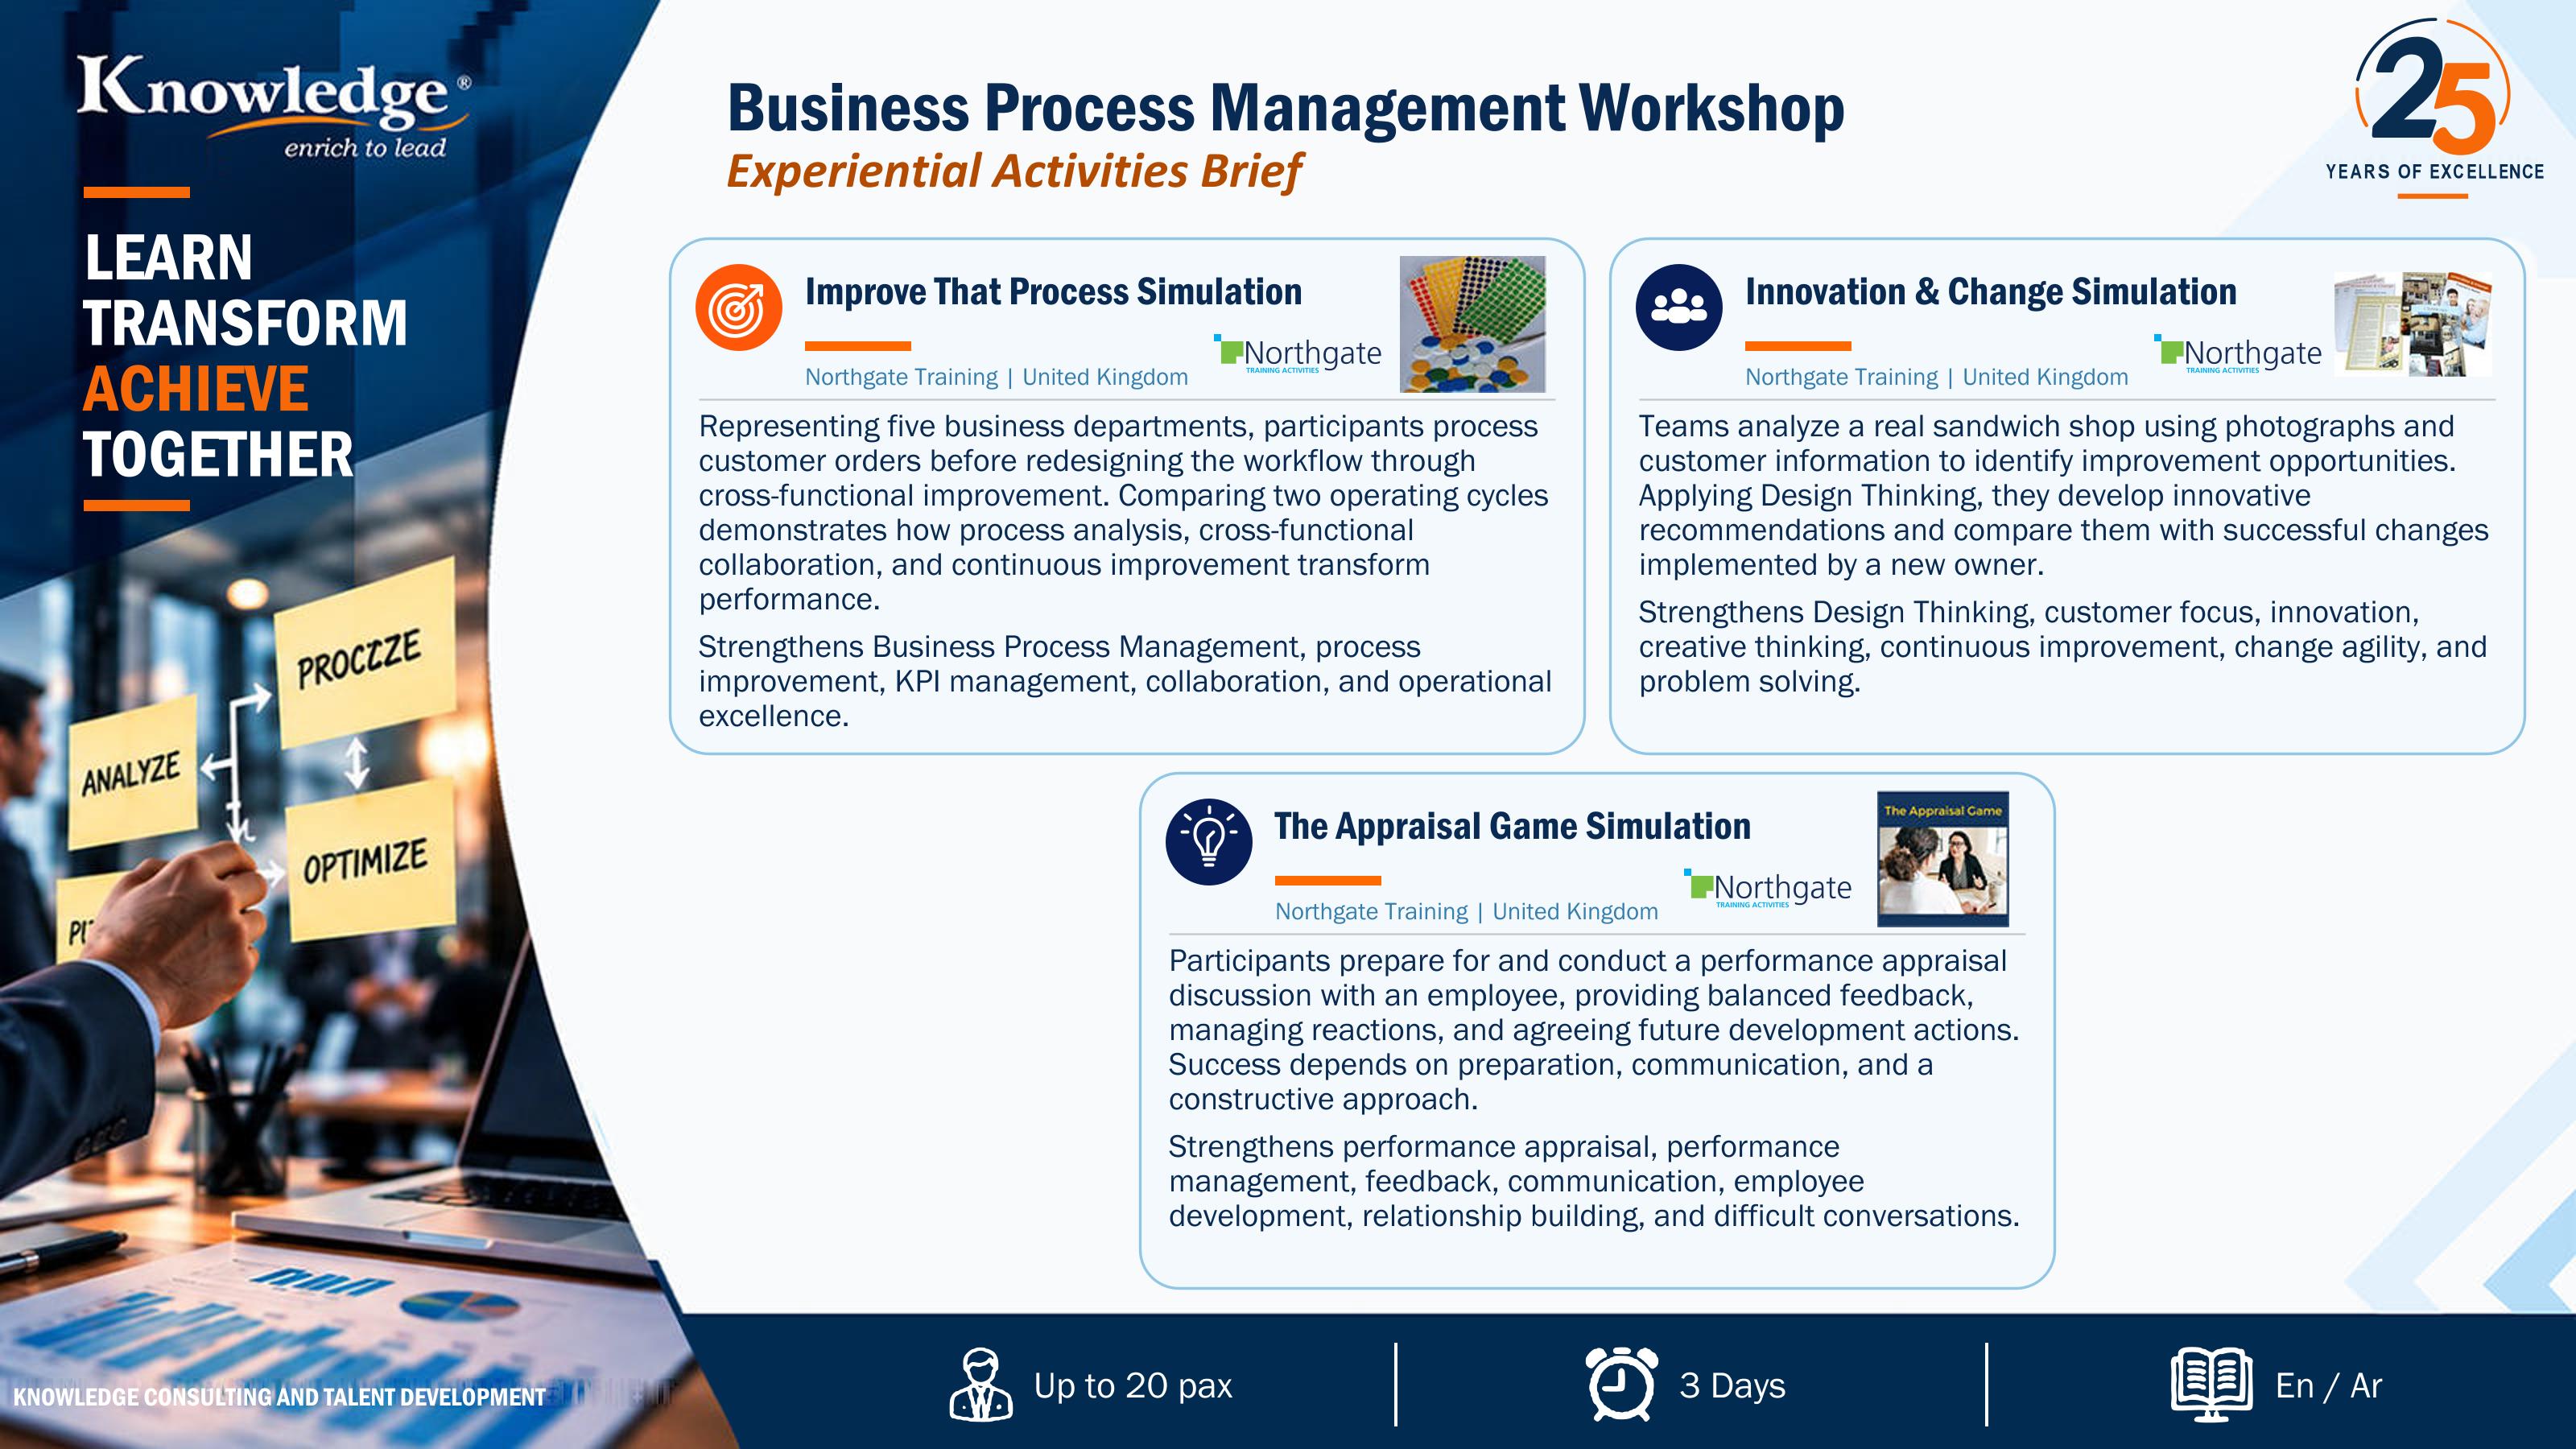 Knowledge®
enrich to lead
LEARN
TRANSFORM
ACHIEVE
TOGETHER
PROCIZE
ANALYZE
OPTIMIZE
KNOWLEDGE CONSULTING AND TALENT DEVELOPMENT
Business Process Management Workshop
Experiential Activities Brief
25
YEARS OF EXCELLENCE
Improve That Process Simulation
Northgate
TRAINING ACTIVITIES
Northgate Training | United Kingdom
Representing five business departments, participants process
customer orders before redesigning the workflow through
cross-functional improvement. Comparing two operating cycles
demonstrates how process analysis, cross-functional
collaboration, and continuous improvement transform
performance.
Strengthens Business Process Management, process
improvement, KPI management, collaboration, and operational
excellence.
Innovation & Change Simulation
Northgate
TRAINING ACTIVITIES
Northgate Training | United Kingdom
Teams analyze a real sandwich shop using photographs and
customer information to identify improvement opportunities.
Applying Design Thinking, they develop innovative
recommendations and compare them with successful changes
implemented by a new owner.
Strengthens Design Thinking, customer focus, innovation,
creative thinking, continuous improvement, change agility, and
problem solving.
The Appraisal Game Simulation
The Appraisal Game
Northgate
TRAINING ACTIVITIES
Northgate Training | United Kingdom
Participants prepare for and conduct a performance appraisal
discussion with an employee, providing balanced feedback,
managing reactions, and agreeing future development actions.
Success depends on preparation, communication, and a
constructive approach.
Strengthens performance appraisal, performance
management, feedback, communication, employee
development, relationship building, and difficult conversations.
Up to 20 pax
3 Days
En / Ar